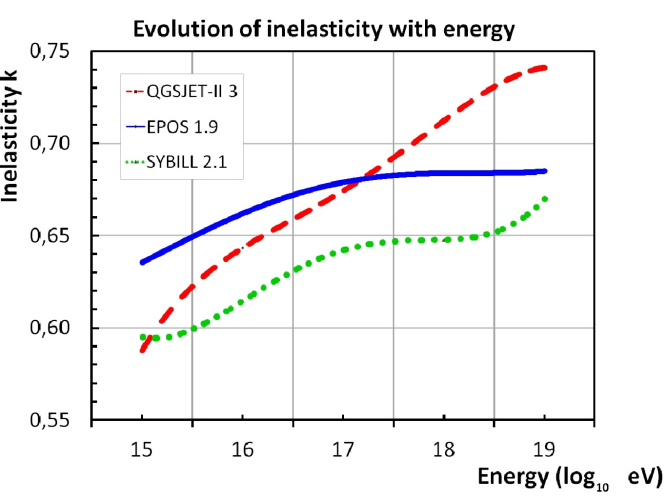 Evolution of inelasticity with energy
Inelasticity k
0,75
0,70
0,65
0,60
0,55
QGSJET-II 3
EPOS 1.9
SYBILL 2.1
15 16 17 18 19
Energy (log10 eV)